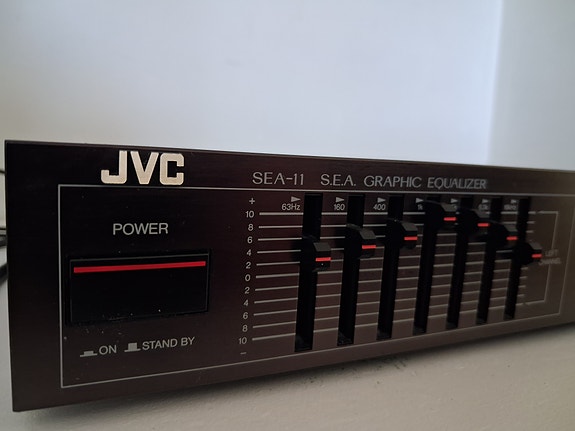 JVC
SEA-11 S.E.A. GRAPHIC EQUALIZER
POWER
ON STAND BY
+ 63Hz 160 400
10
8
6
4
2
0
2
4
6
8
10
−